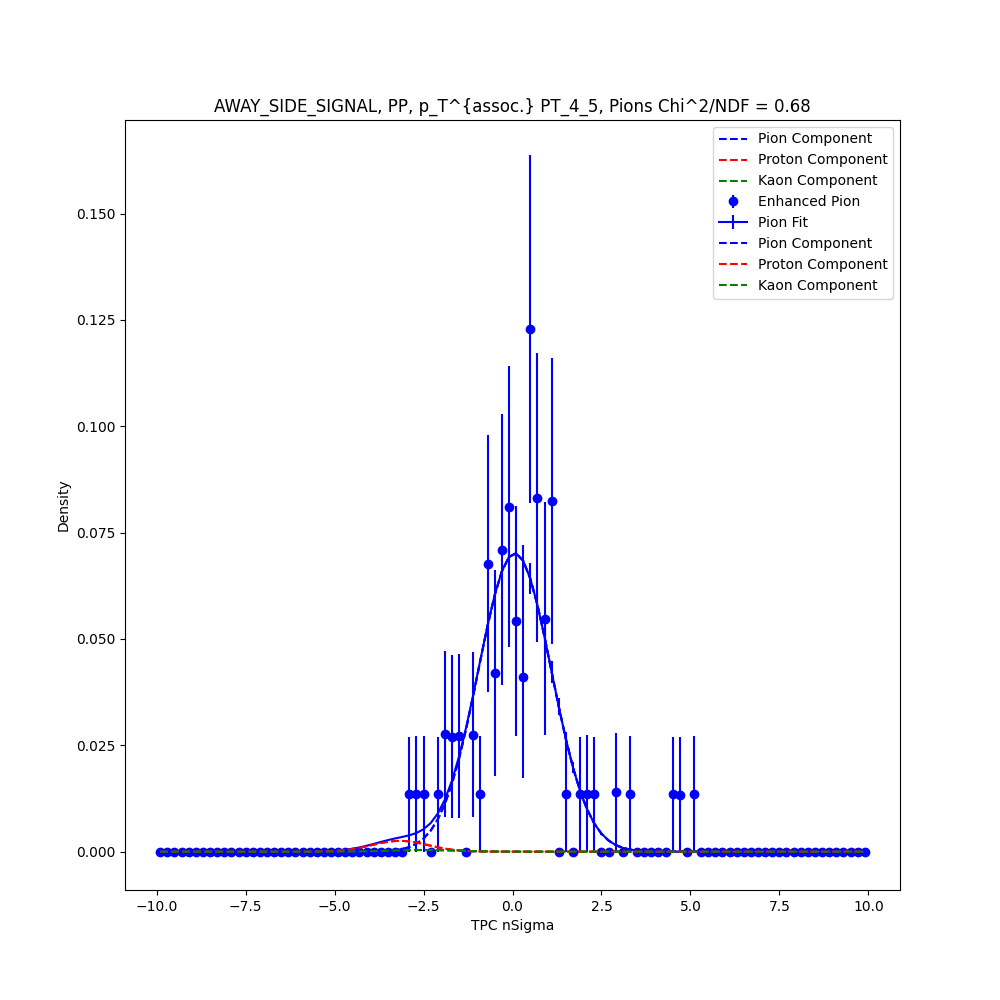 AWAY_SIDE_SIGNAL, PP, p_T^{assoc.} PT_4_5, Pions Chi^2/NDF = 0.68
Pion Component
Proton Component
Kaon Component
Enhanced Pion
Pion Fit
Pion Component
Proton Component
Kaon Component
0.150
0.125
0.100
0.075
0.050
0.025
0.000
Density
−10.0 −7.5 −5.0 −2.5 0.0 2.5 5.0 7.5 10.0
TPC nSigma